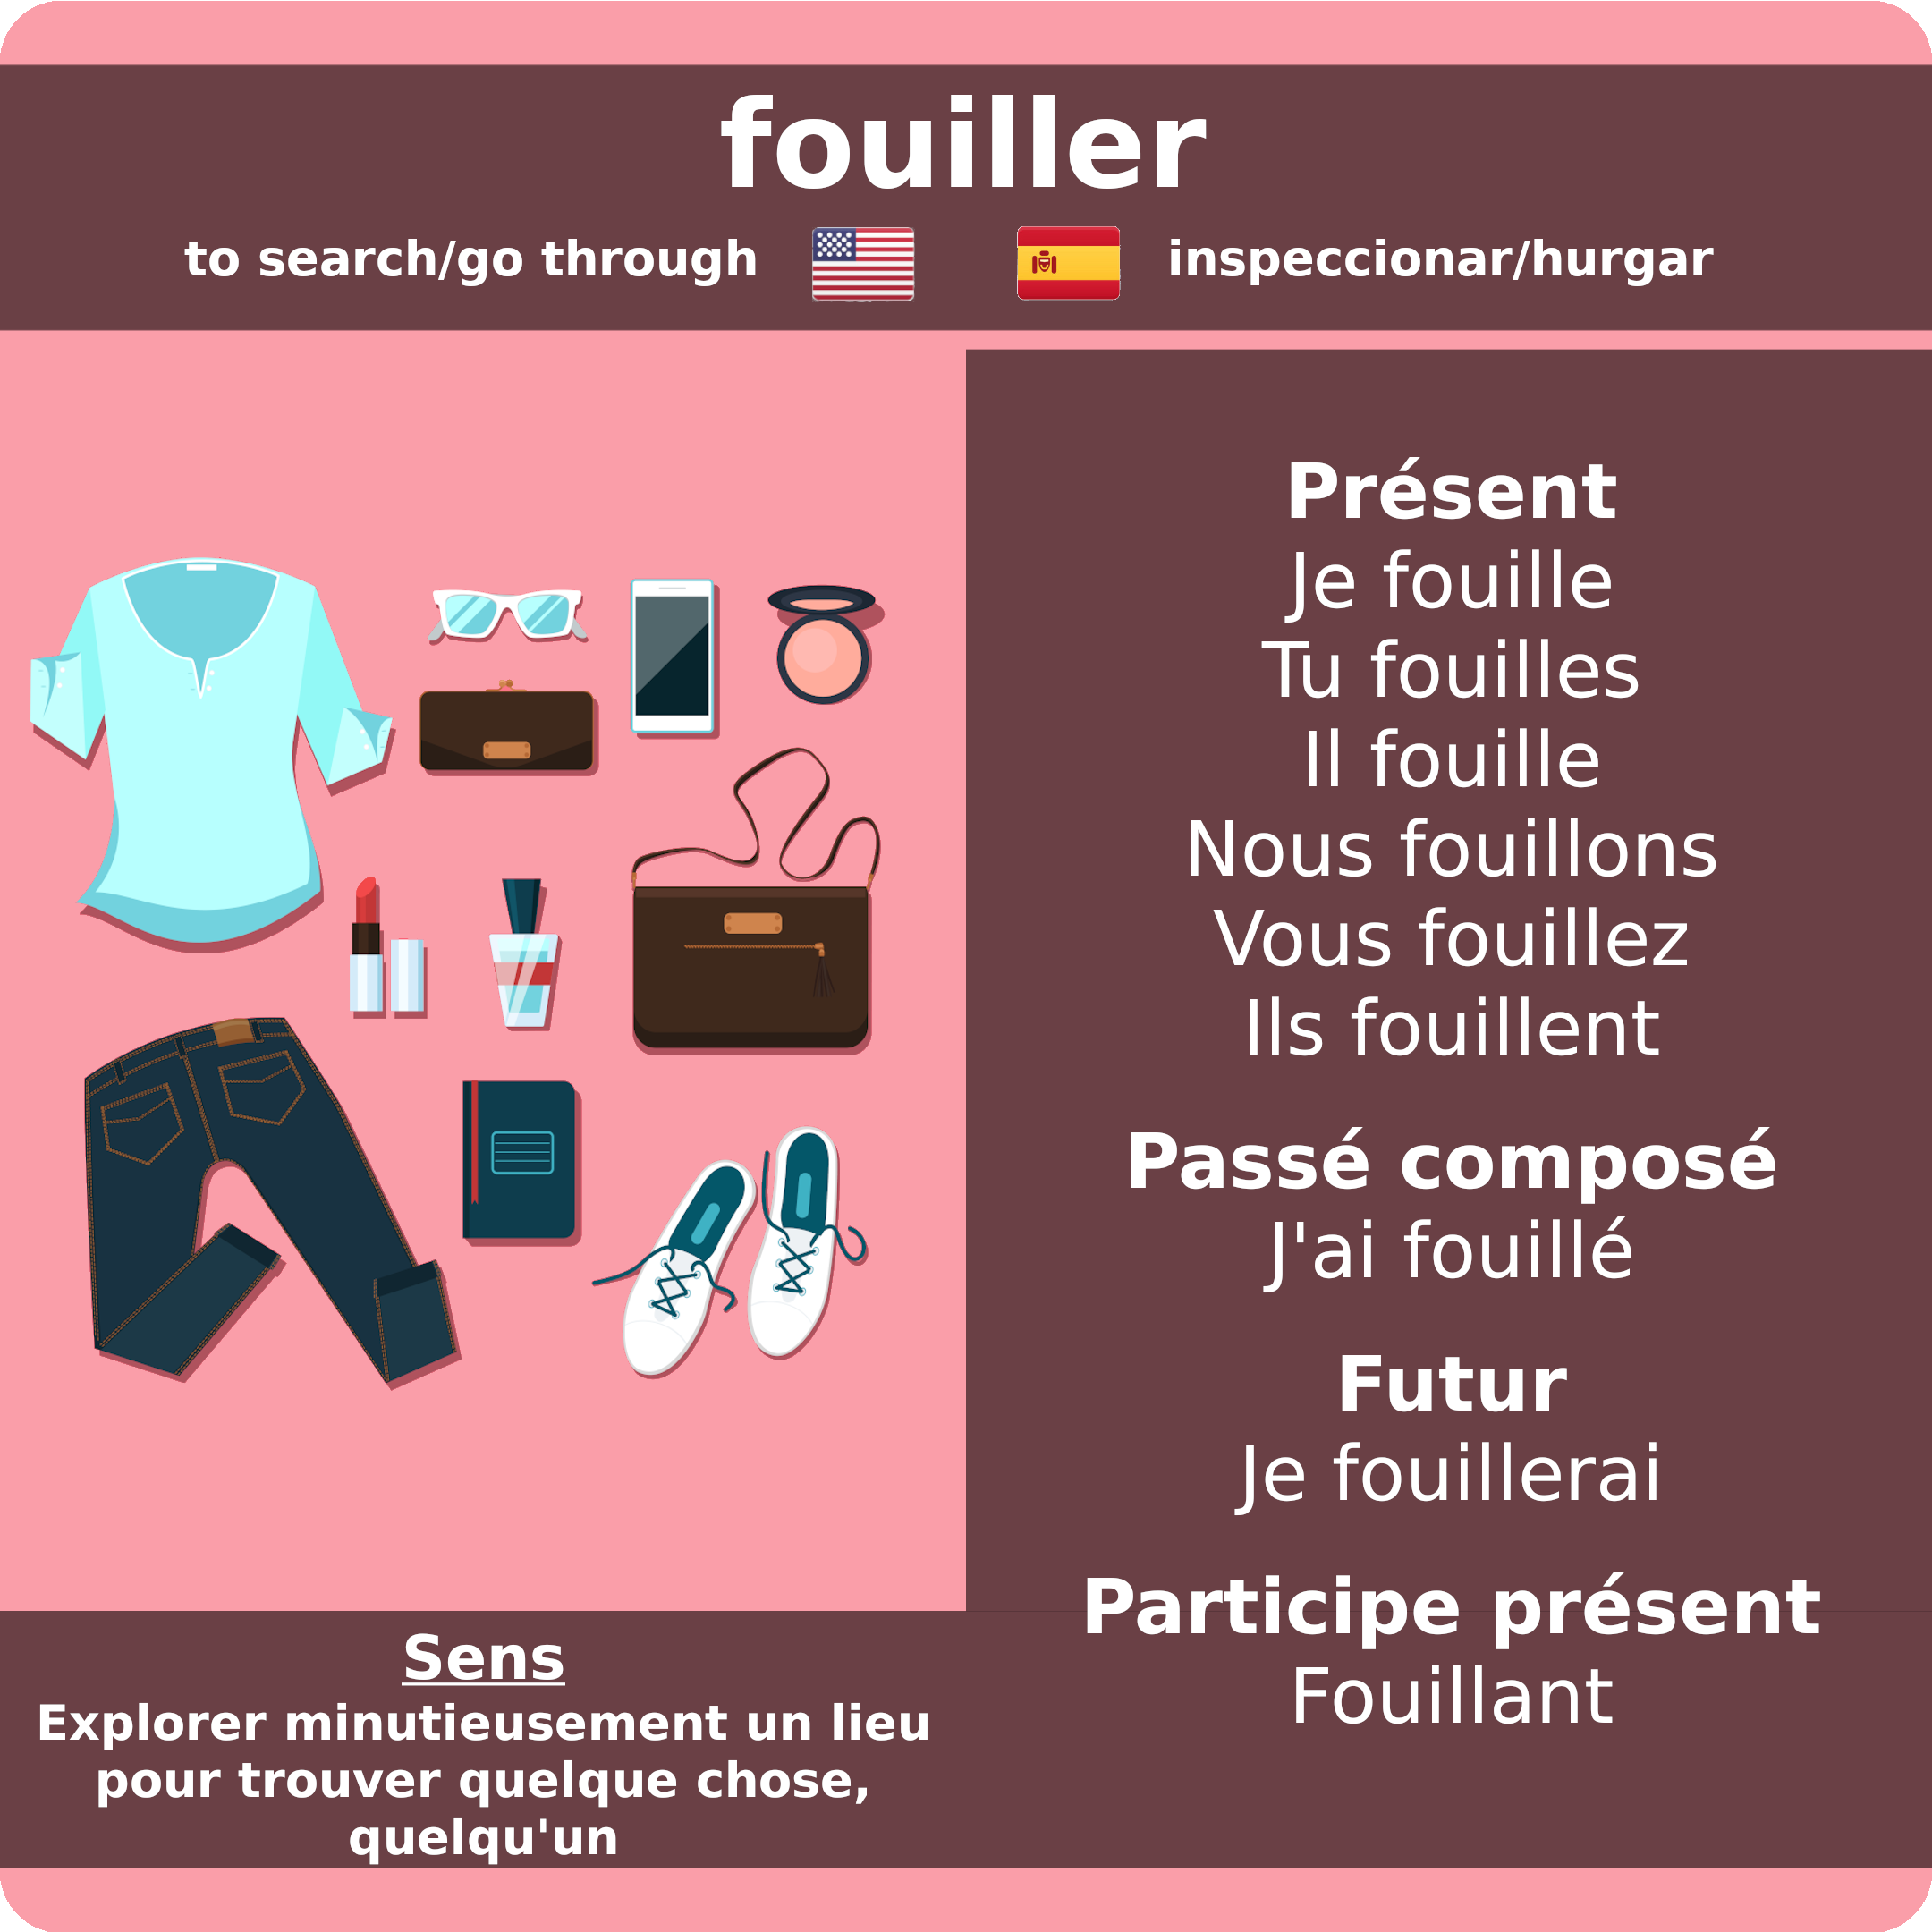 fouiller
to search/go through
inspeccionar/hurgar
Présent
Je fouille
Tu fouilles
Il fouille
Nous fouillons
Vous fouillez
Ils fouillent
Passé composé
J'ai fouillé
Futur
Je fouillerai
Participe présent
Fouillant
Sens
Explorer minutieusement un lieu
pour trouver quelque chose,
quelqu'un